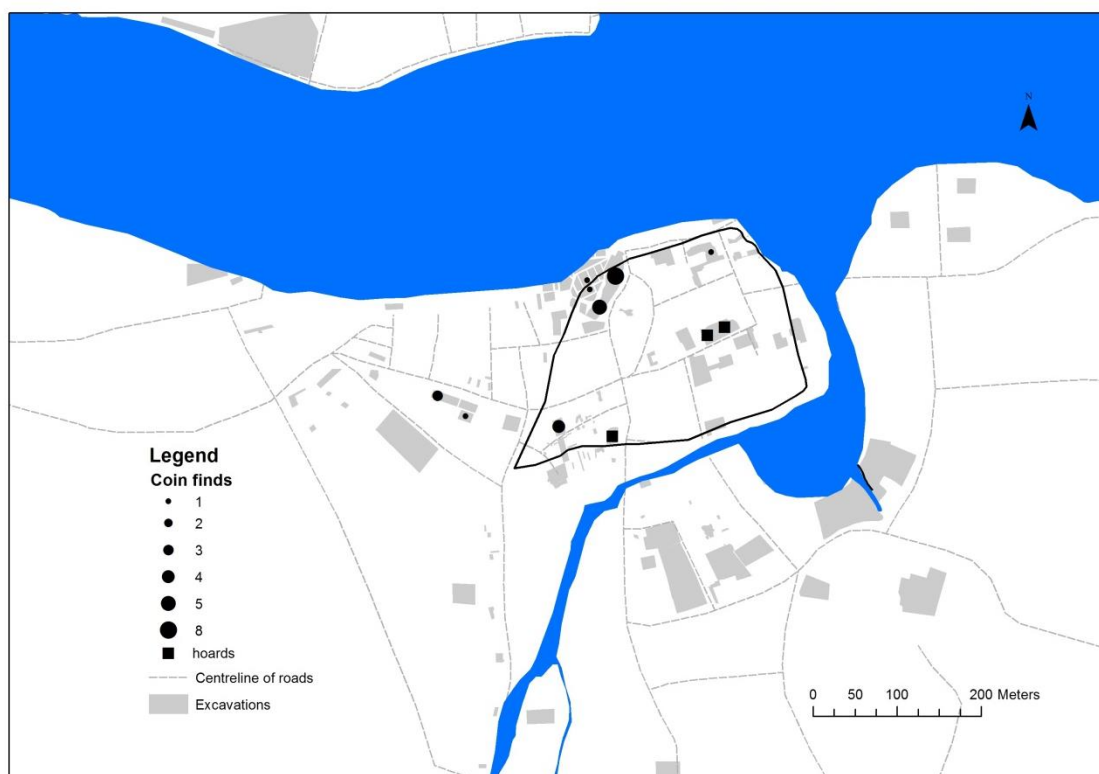 N
Legend
Coin finds
1
2
3
4
5
8
hoards
Centreline of roads
Excavations
0 50 100 200 Meters